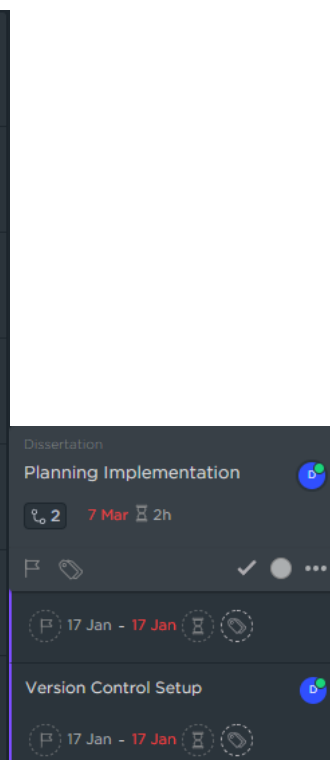 Dissertation
Planning Implementation
D
2 7 Mar 2h
17 Jan - 17 Jan
Version Control Setup
D
17 Jan - 17 Jan